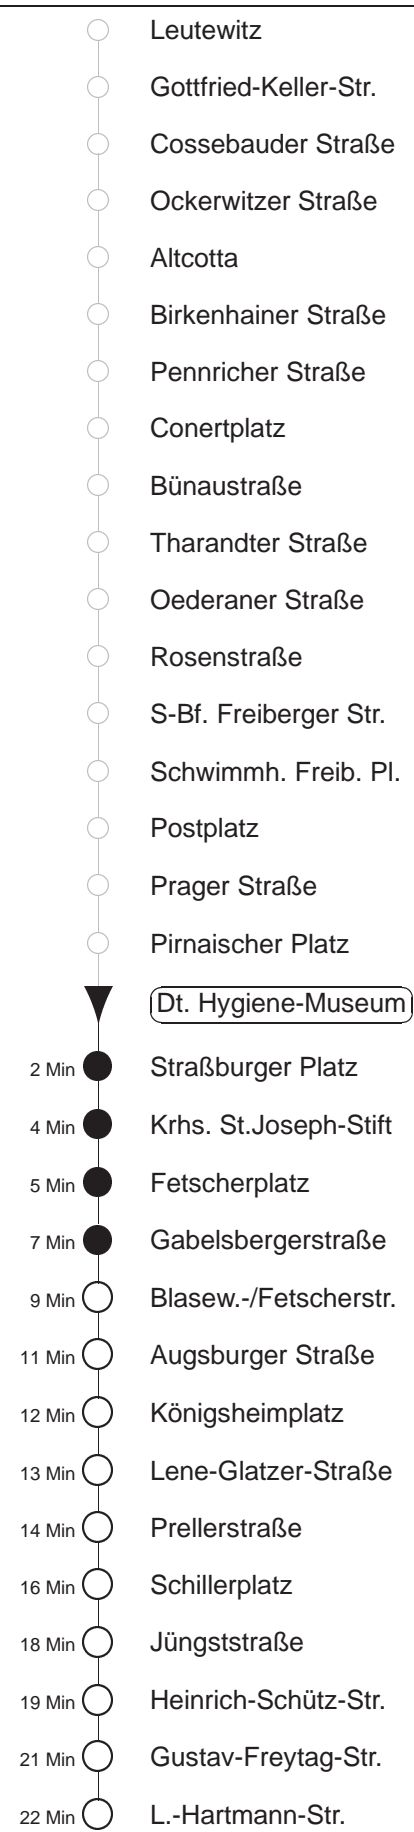 Leutewitz
Gottfried-Keller-Str.
Cossebauder Straße
Ockerwitzer Straße
Altcotta
Birkenhainer Straße
Pennricher Straße
Conertplatz
Bünaustraße
Tharandter Straße
Oederaner Straße
Rosenstraße
S-Bf. Freiberger Str.
Schwimmh. Freib. Pl.
Postplatz
Prager Straße
Pirnaischer Platz
Dt. Hygiene-Museum
2 Min Straßburger Platz
4 Min Krhs. St.Joseph-Stift
5 Min Fetscherplatz
7 Min Gabelsbergerstraße
9 Min Blasew.-/Fetscherstr.
11 Min Augsburger Straße
12 Min Königsheimplatz
13 Min Lene-Glatzer-Straße
14 Min Prellerstraße
16 Min Schillerplatz
18 Min Jüngststraße
19 Min Heinrich-Schütz-Str.
21 Min Gustav-Freytag-Str.
22 Min L.-Hartmann-Str.